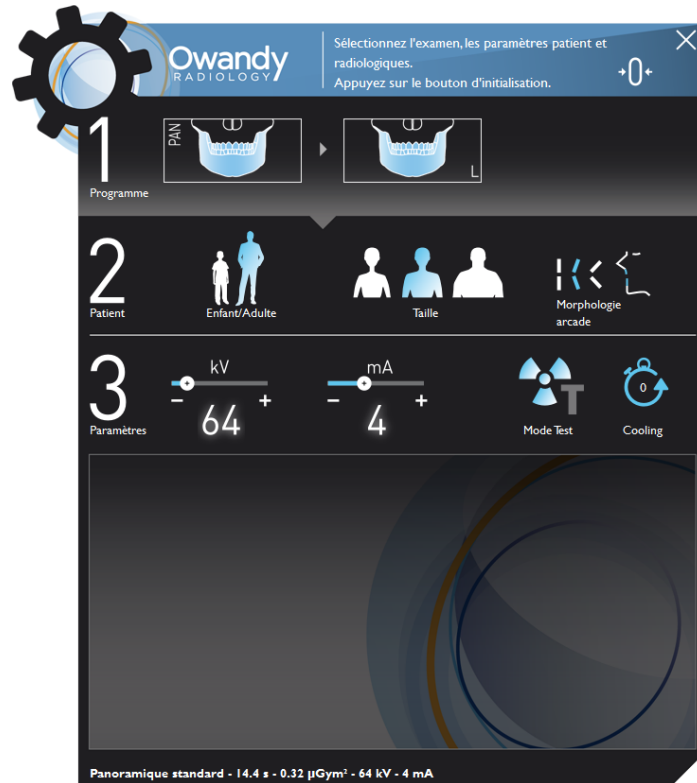 Owandy
RADIOLOGY
Sélectionnez l'examen, les paramètres patient et
radiologiques.
Appuyez sur le bouton d'initialisation.
0
1
Programme
PAN
L
2
Patient
Enfant/Adulte
Taille
Morphologie
arcade
3
Paramètres
kV
- +
64
mA
- +
4
T
Mode Test
0
Cooling
Panoramique standard - 14.4 s - 0.32 µGym² - 64 kV - 4 mA